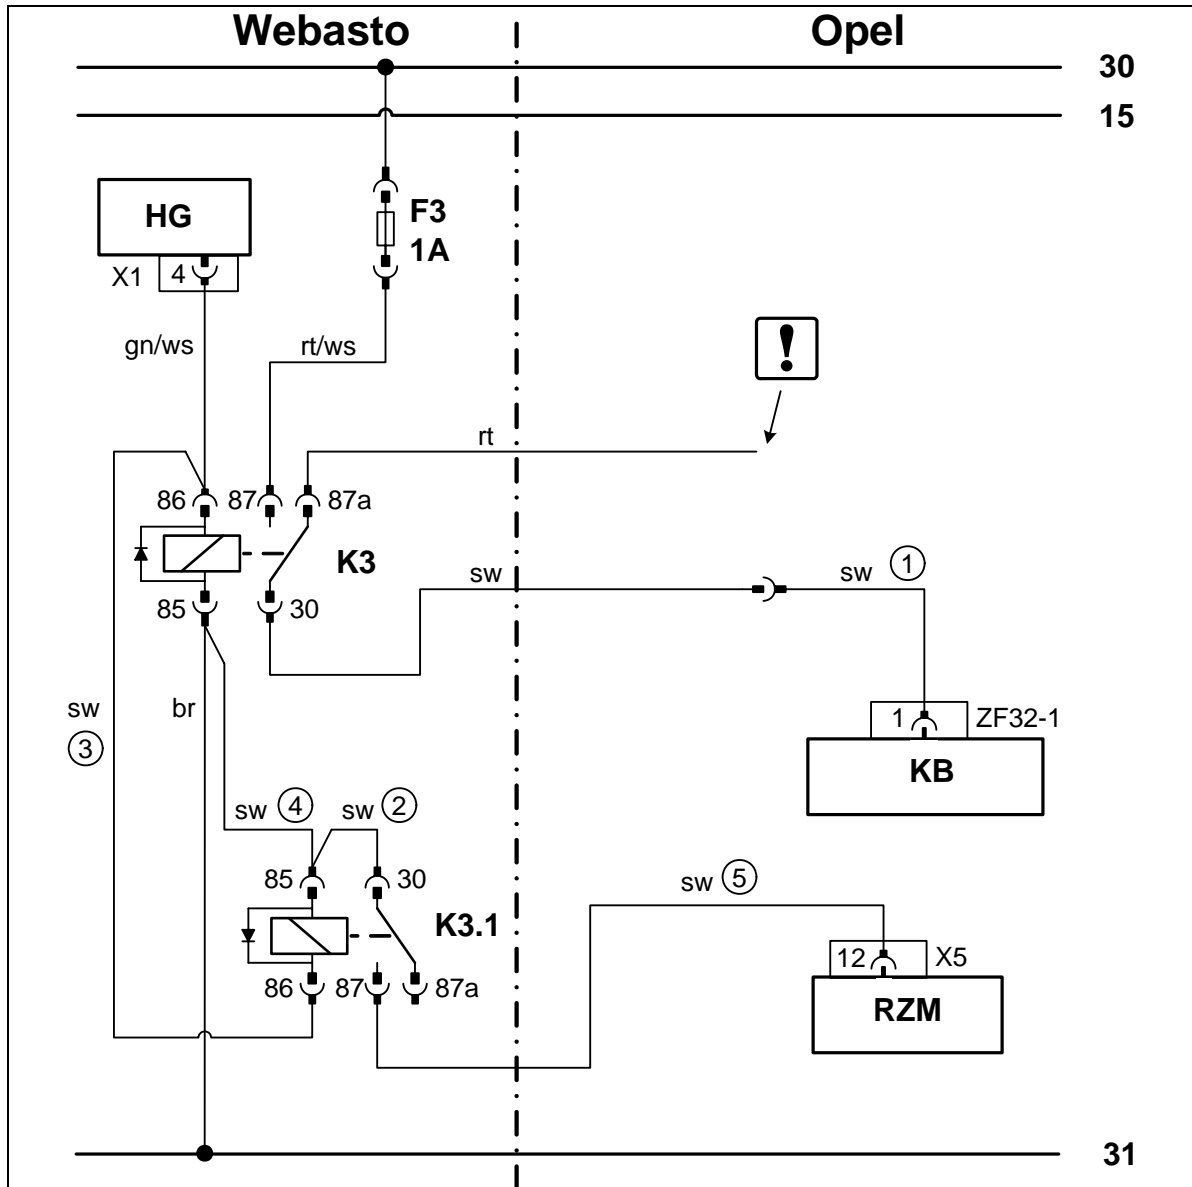 Webasto
Opel
30
15
HG
F3
1A
X1
4
gn/ws
rt/ws
!
rt
86
87
87a
K3
sw
sw
1
85
30
sw
3
br
1
ZF32-1
KB
sw
4
sw
2
85
30
K3.1
sw
5
12
X5
86
87
87a
RZM
31